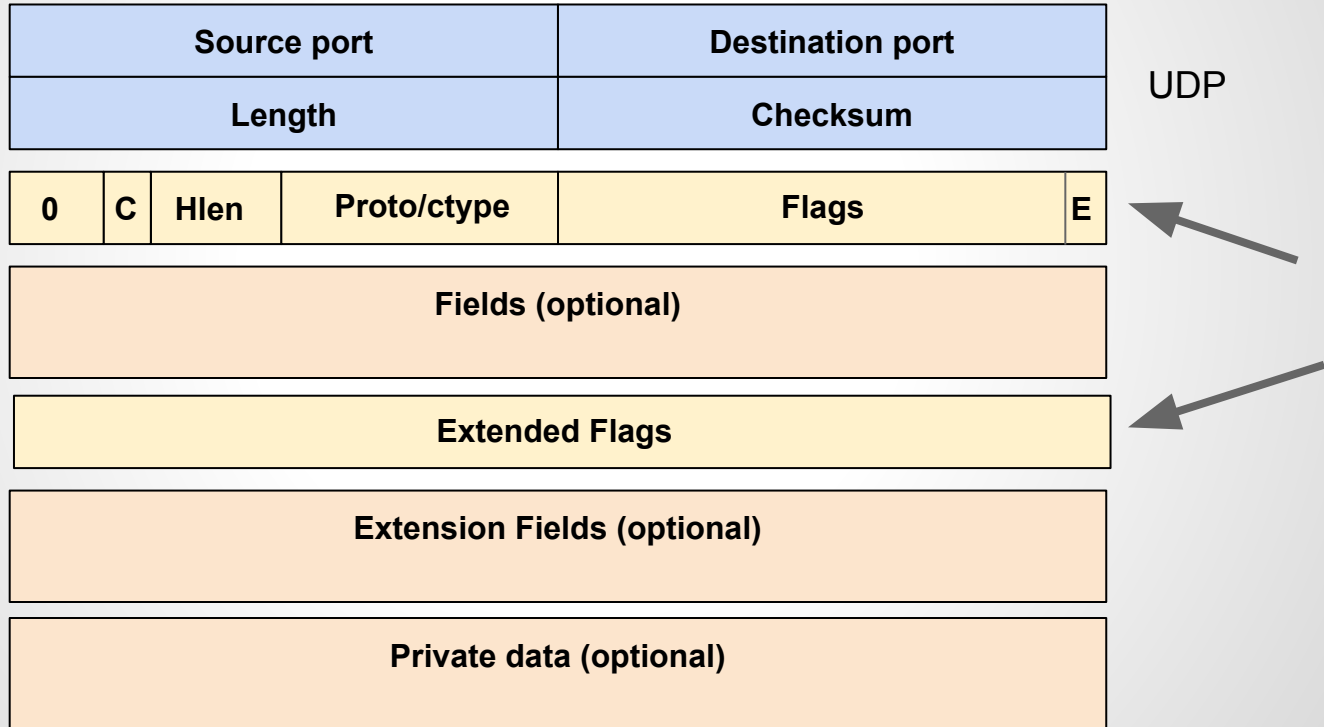 Source port Destination port
UDP
Length Checksum
0 C Hlen Proto/ctype Flags E
Fields (optional)
Extended Flags
Extension Fields (optional)
Private data (optional)